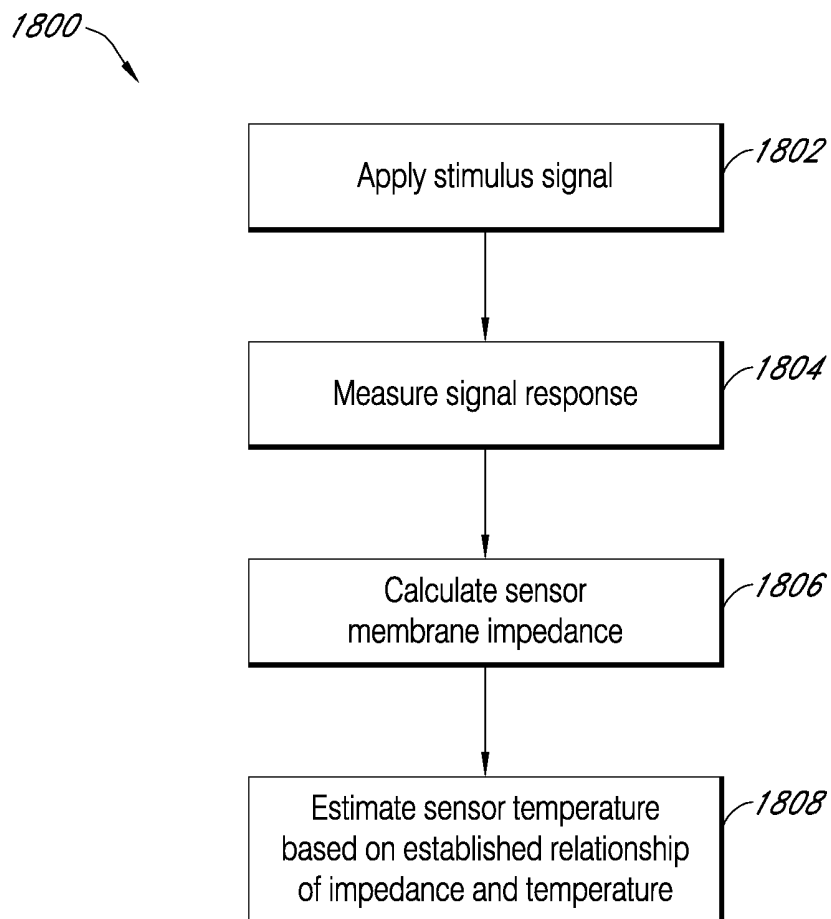 1800
Apply stimulus signal
1802
Measure signal response
1804
Calculate sensor
membrane impedance
1806
Estimate sensor temperature
based on established relationship
of impedance and temperature
1808